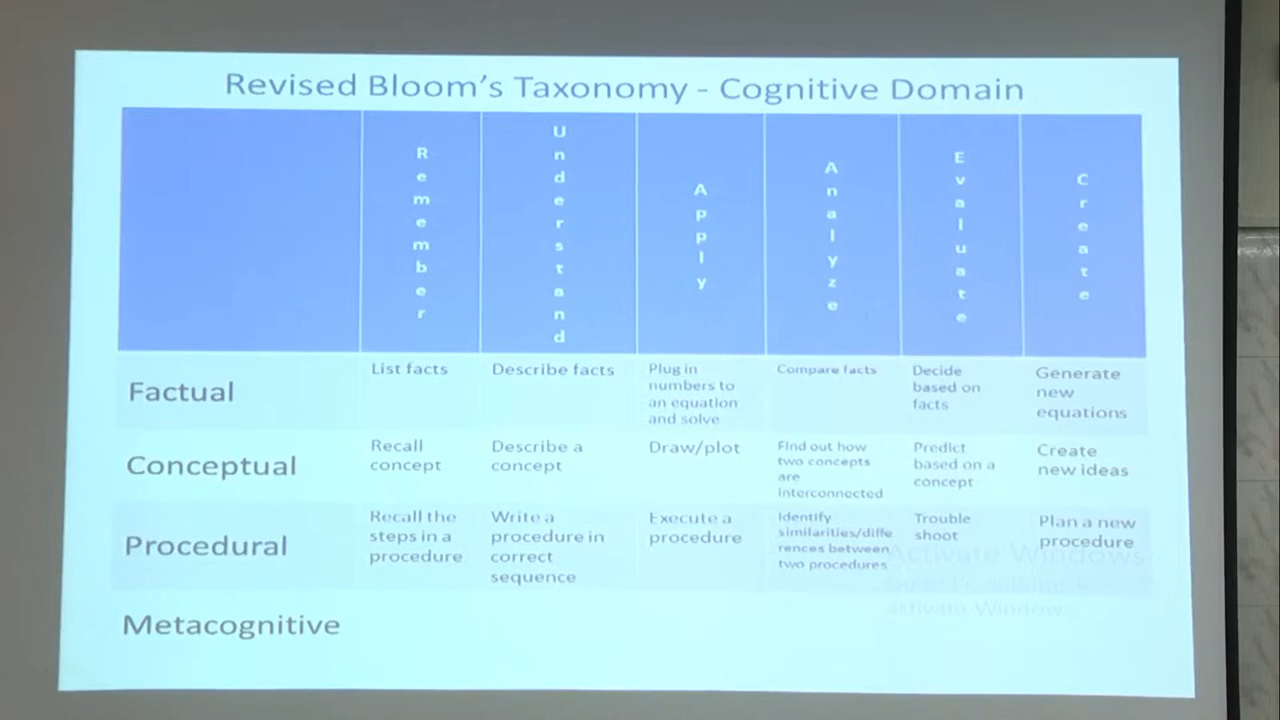 Revised Bloom's Taxonomy - Cognitive Domain
Remember
Understand
Apply
Analyze
Evaluate
Create
Factual
List facts
Describe facts
Plug in
numbers to
an equation
and solve
Compare facts
Decide
based on
facts
Generate
new
equations
Conceptual
Recall
concept
Describe a
concept
Draw/plot
Find out how
two concepts
are
interconnected
Predict
based on a
concept
Create
new ideas
Procedural
Recall the
steps in a
procedure
Write a
procedure in
correct
sequence
Execute a
procedure
Identify
similarities/diffe
rences between
two procedures
Trouble
shoot
Plan a new
procedure
Metacognitive
Activate Windows
activate Windows